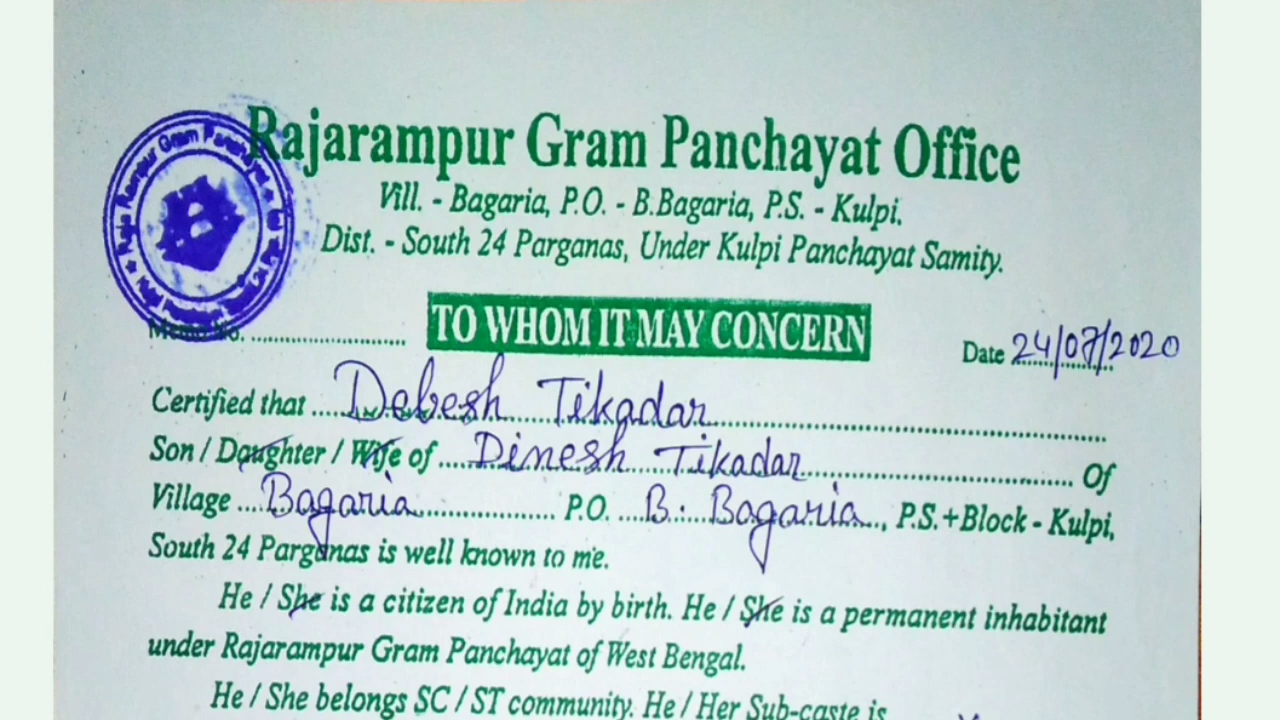 Rajarampur Gram Panchayat Office
Vill. - Bagaria, P.O. - B.Bagaria, P.S. - Kulpi.
Dist. - South 24 Parganas, Under Kulpi Panchayat Samity.
TO WHOM IT MAY CONCERN
Memo No. ....................................
Date 24/07/2020
Certified that .... Debesh Tikadar ....
Son / Daughter / Wife of .... Dinesh Tikadar .... Of
Village .... Bagaria .... P.O. .... B. Bagaria ...., P.S.+Block - Kulpi,
South 24 Parganas is well known to me.
He / She is a citizen of India by birth. He / She is a permanent inhabitant
under Rajarampur Gram Panchayat of West Bengal.
He / She belongs SC / ST community. He / Her Sub-caste is